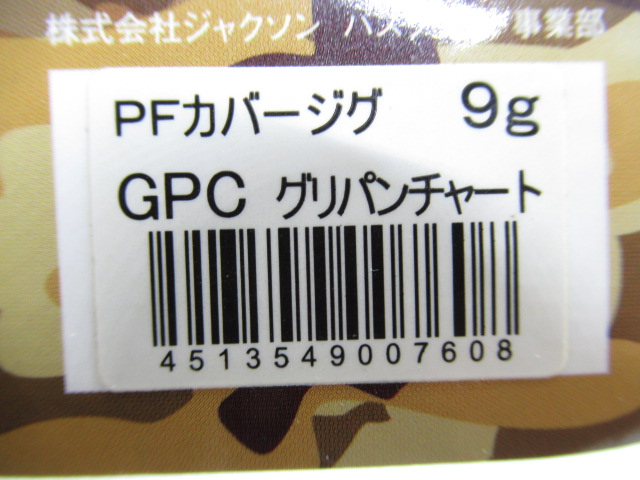 株式会社ジャクソン 事業部
PFカバージグ 9g
GPC グリパンチャート
4513549007608